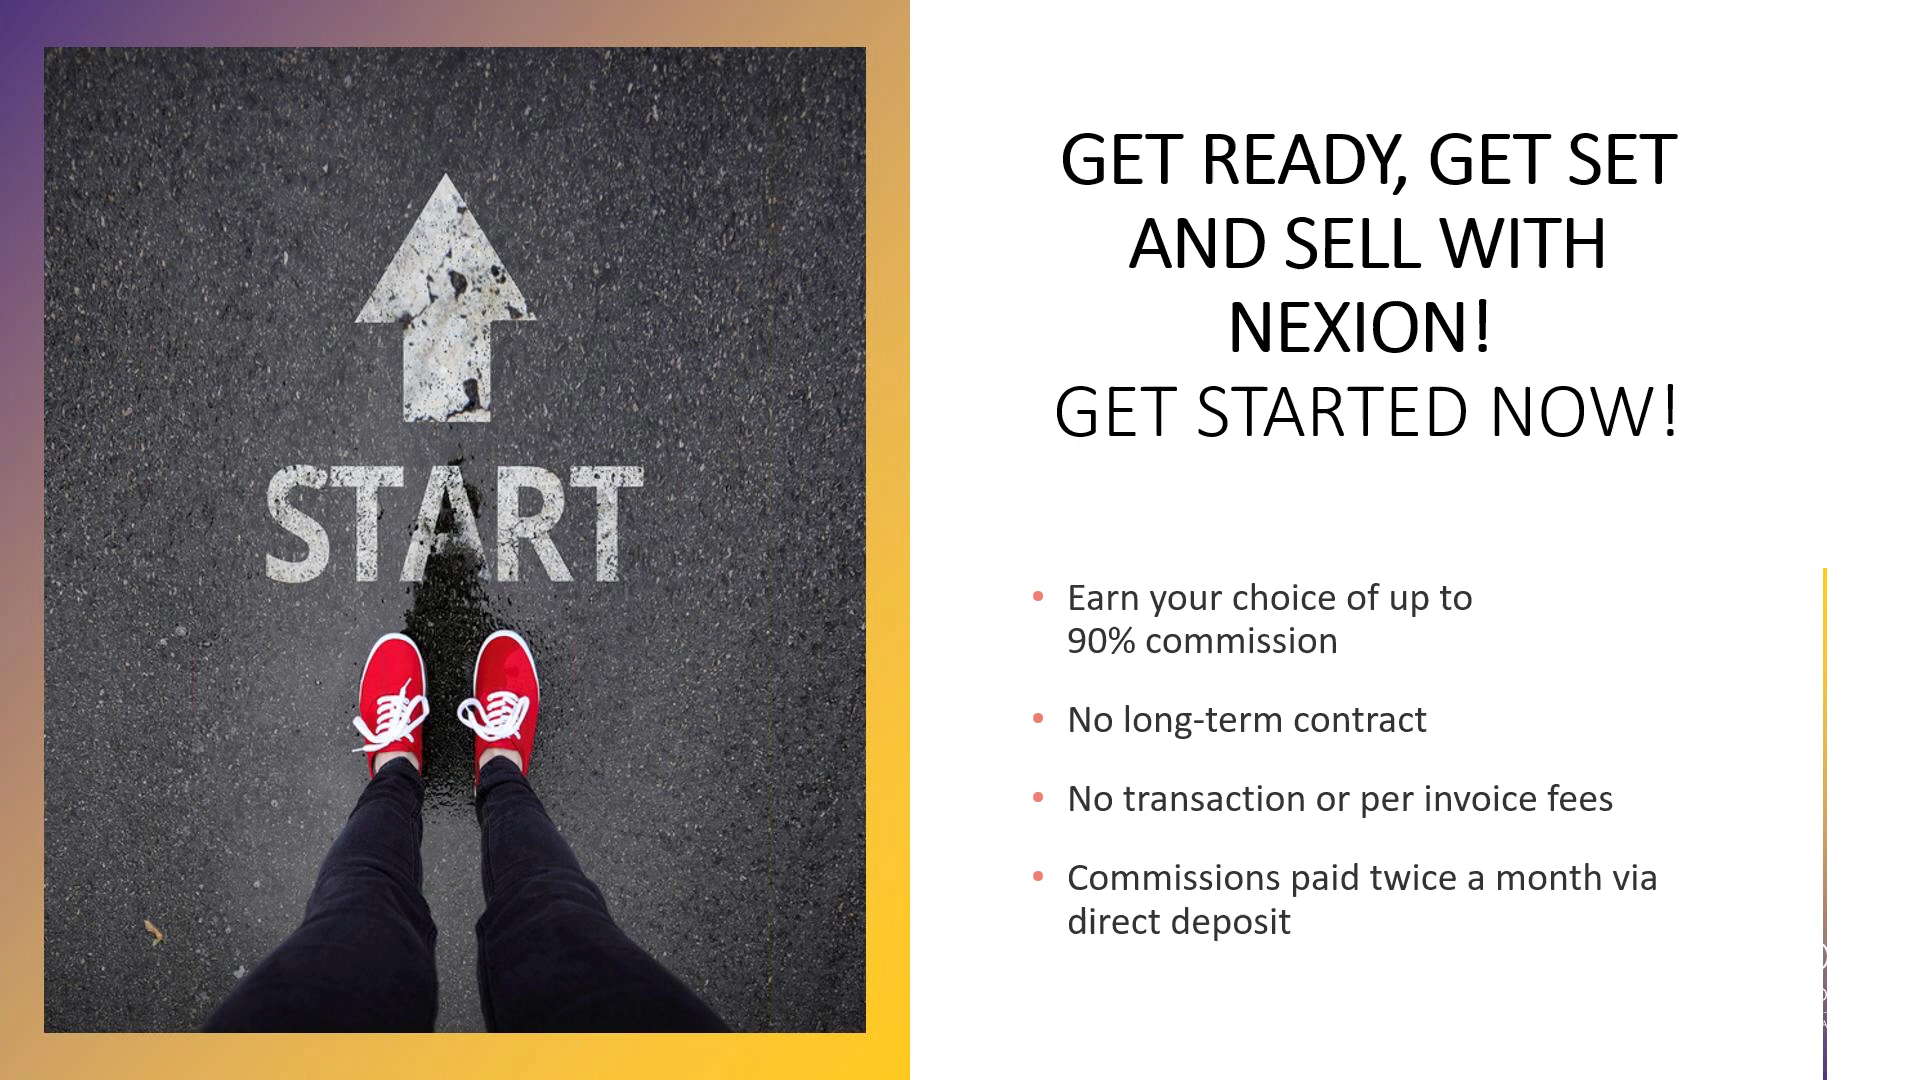 START
GET READY, GET SET
AND SELL WITH
NEXION!
GET STARTED NOW!
• Earn your choice of up to
90% commission
• No long-term contract
• No transaction or per invoice fees
• Commissions paid twice a month via
direct deposit